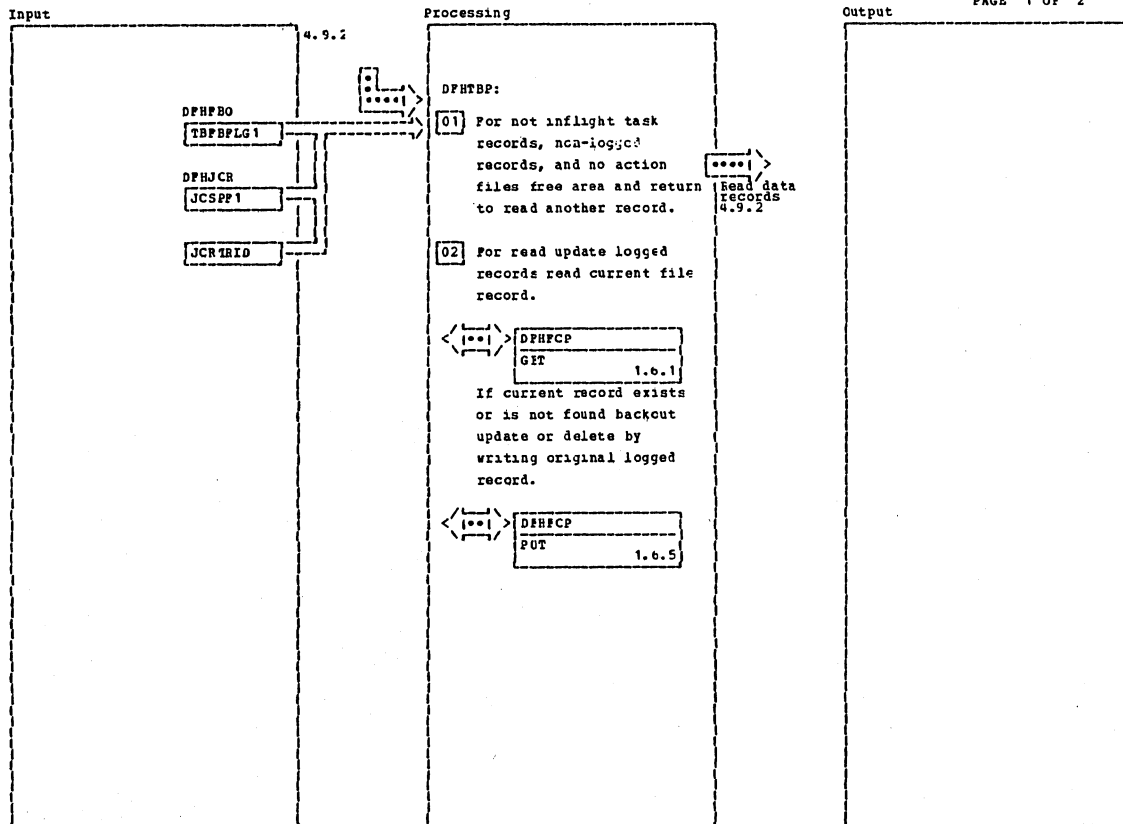 PAGE 1 OF 2
Input
Processing
Output
4.9.2
DFHTBP:
DFHFBO
TBFBFLG1
01 For not inflight task
records, non-logged
records, and no action
files free area and return
to read another record.
Read data
records
4.9.2
DFHJCR
JCSPF1
JCRTRID
02 For read update logged
records read current file
record.
DFHFCP
GET
1.6.1
If current record exists
or is not found backout
update or delete by
writing original logged
record.
DFHFCP
PUT
1.6.5